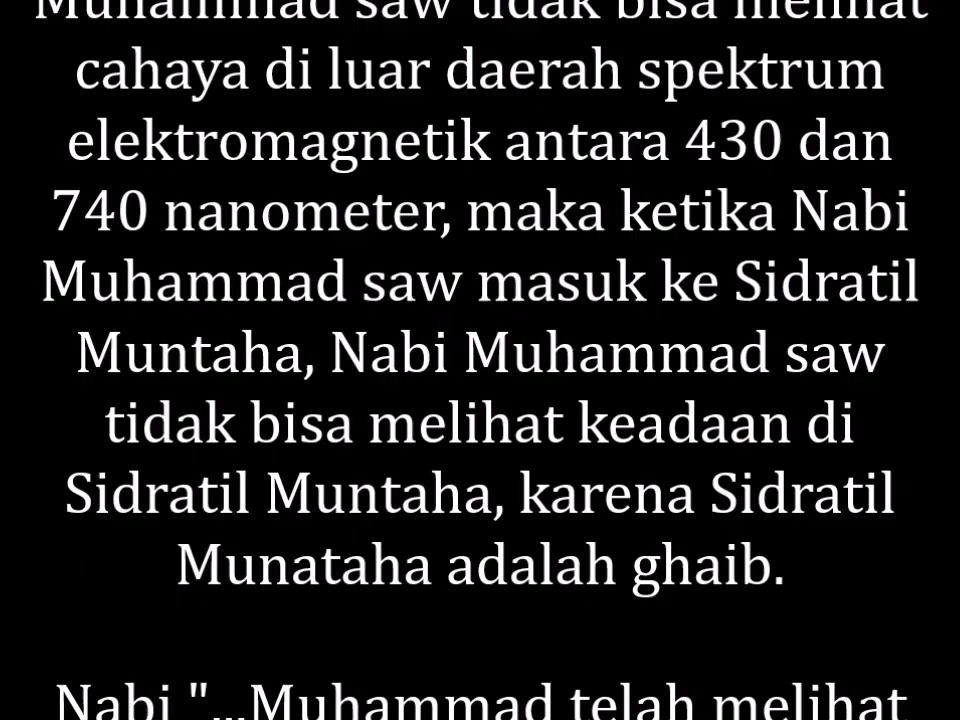 Muhammad saw tidak bisa melihat
cahaya di luar daerah spektrum
elektromagnetik antara 430 dan
740 nanometer, maka ketika Nabi
Muhammad saw masuk ke Sidratil
Muntaha, Nabi Muhammad saw
tidak bisa melihat keadaan di
Sidratil Muntaha, karena Sidratil
Munataha adalah ghaib.
Nabi "...Muhammad telah melihat